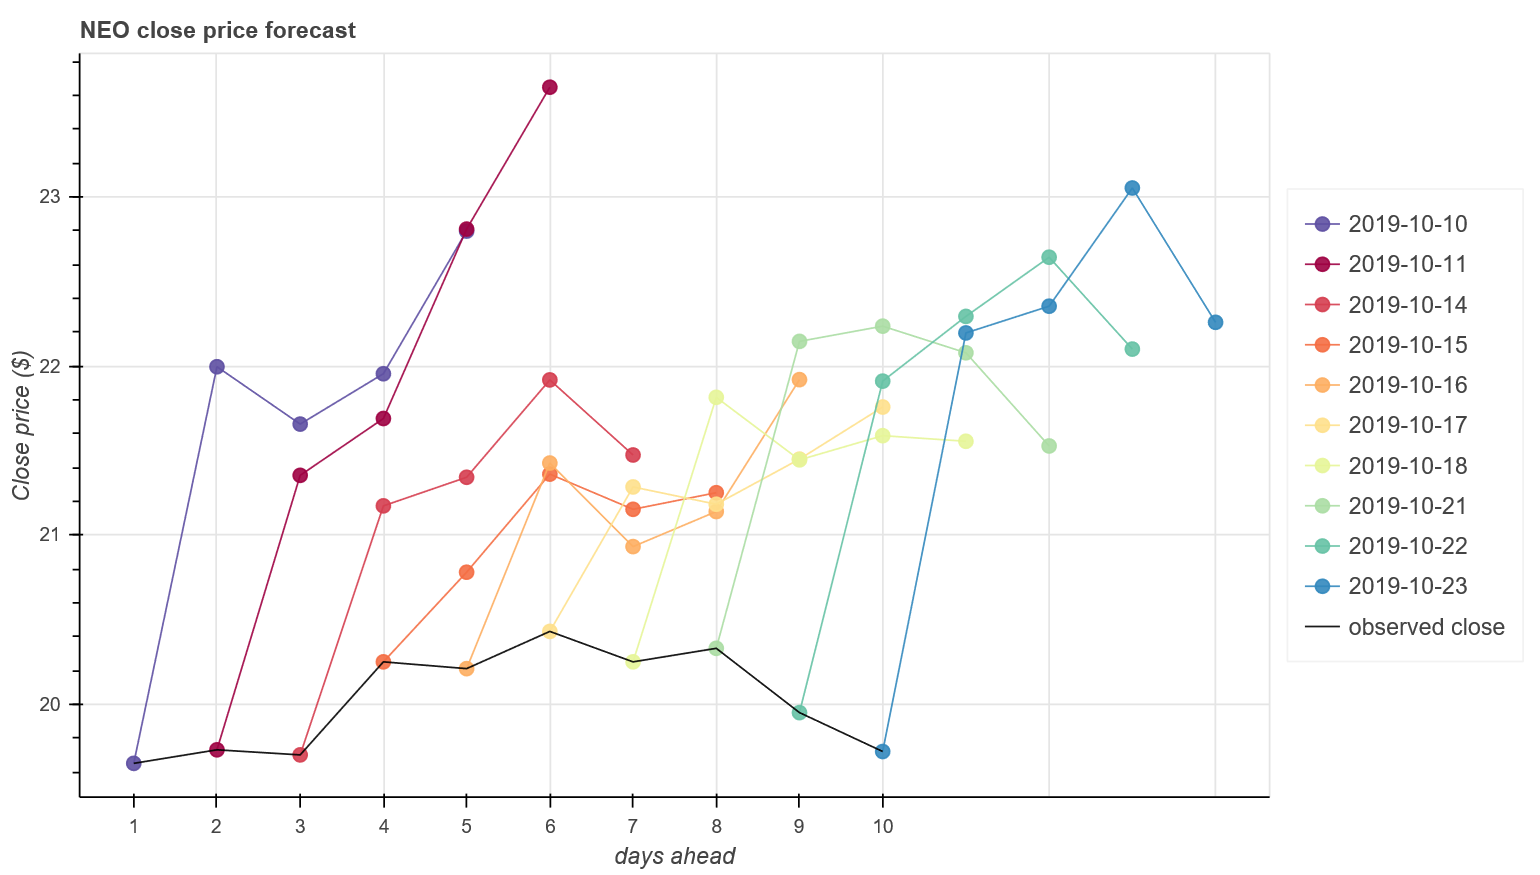 NEO close price forecast
Close price ($)
23
22
21
20
1 2 3 4 5 6 7 8 9 10
days ahead
2019-10-10
2019-10-11
2019-10-14
2019-10-15
2019-10-16
2019-10-17
2019-10-18
2019-10-21
2019-10-22
2019-10-23
observed close